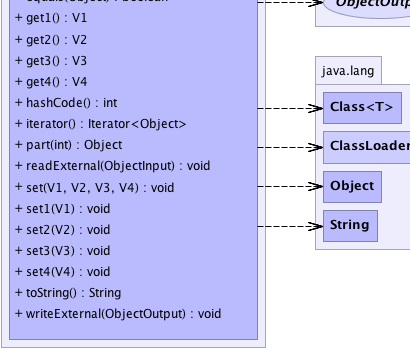 + equals(Object) : boolean
+ get1() : V1
+ get2() : V2
+ get3() : V3
+ get4() : V4
+ hashCode() : int
+ iterator() : Iterator<Object>
+ part(int) : Object
+ readExternal(ObjectInput) : void
+ set(V1, V2, V3, V4) : void
+ set1(V1) : void
+ set2(V2) : void
+ set3(V3) : void
+ set4(V4) : void
+ toString() : String
+ writeExternal(ObjectOutput) : void
ObjectOutp
java.lang
Class<T>
ClassLoader
Object
String